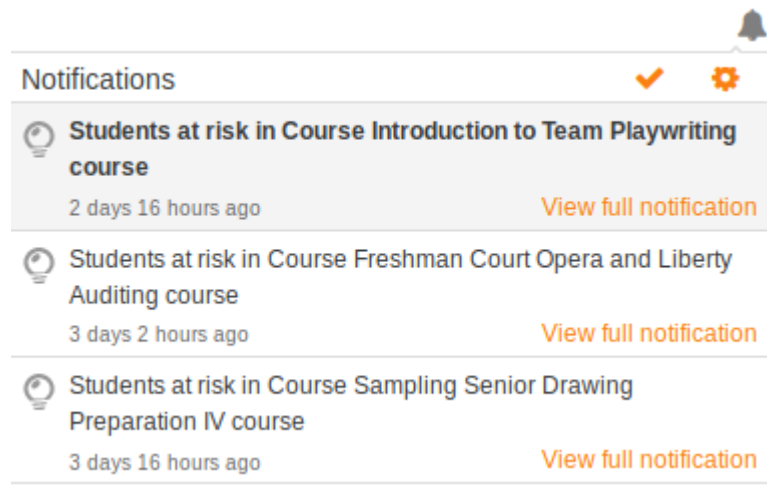 Notifications
Students at risk in Course Introduction to Team Playwriting
course
2 days 16 hours ago View full notification
Students at risk in Course Freshman Court Opera and Liberty
Auditing course
3 days 2 hours ago View full notification
Students at risk in Course Sampling Senior Drawing
Preparation IV course
3 days 16 hours ago View full notification